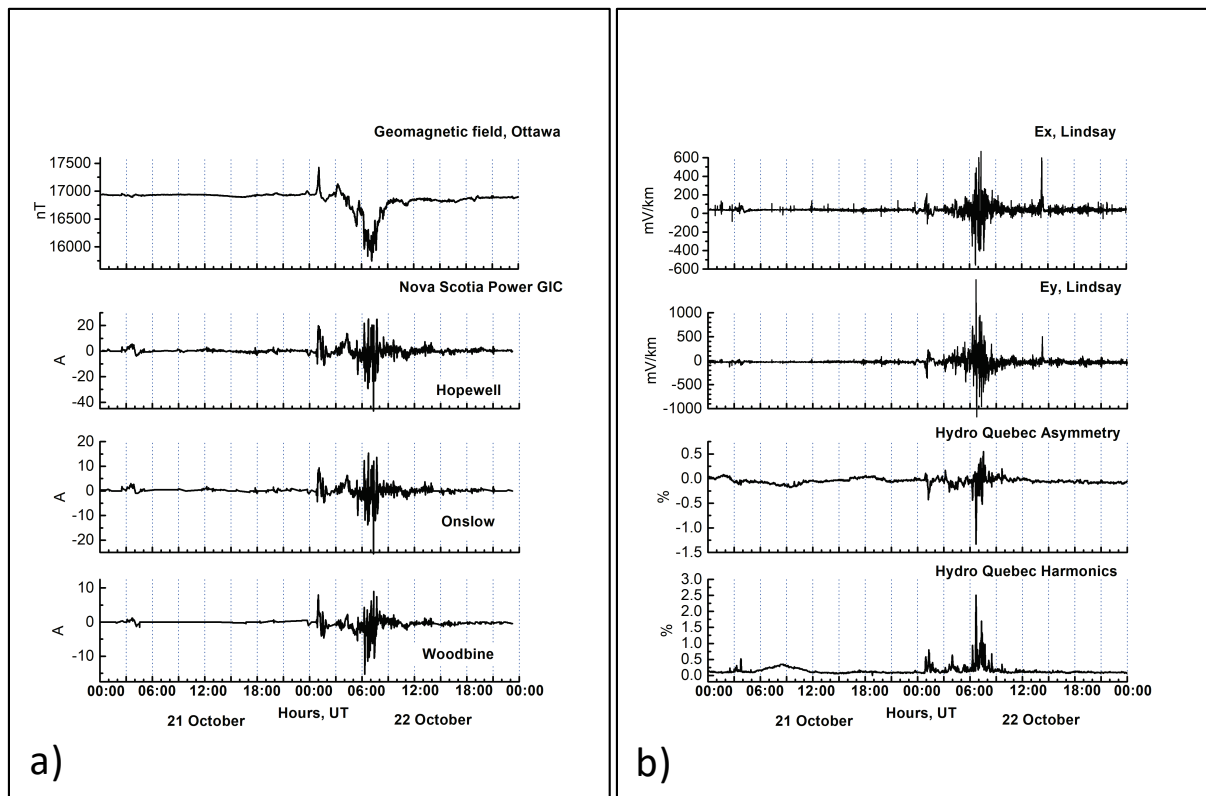 Geomagnetic field, Ottawa
17500
17000
16500
16000
nT
Nova Scotia Power GIC
20
0
-20
-40
A
Hopewell
20
10
0
-10
-20
A
Onslow
10
0
-10
A
Woodbine
00:00 06:00 12:00 18:00 00:00 06:00 12:00 18:00 00:00
Hours, UT
21 October 22 October
a)
Ex, Lindsay
600
400
200
0
-200
-400
-600
mV/km
Ey, Lindsay
1000
500
0
-500
-1000
mV/km
Hydro Quebec Asymmetry
0.5
0.0
-0.5
-1.0
-1.5
%
Hydro Quebec Harmonics
3.0
2.5
2.0
1.5
1.0
0.5
0.0
%
00:00 06:00 12:00 18:00 00:00 06:00 12:00 18:00 00:00
Hours, UT
21 October 22 October
b)